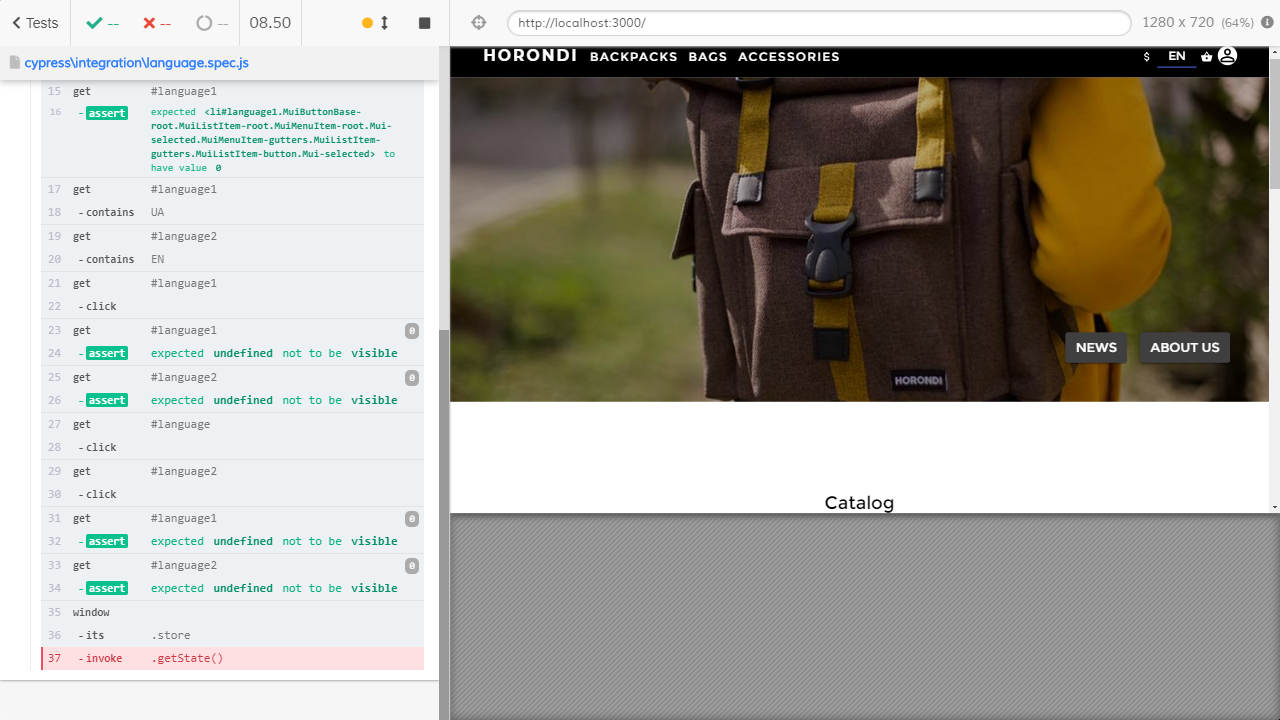 Tests
--
--
--
08.50
http://localhost:3000/
1280 x 720 (64%)
cypress\integration\language.spec.js
15 get #language1
16 - assert expected <li#language1.MuiButtonBase-
root.MuiListItem-root.MuiMenuItem-root.Mui-
selected.MuiMenuItem-gutters.MuiListItem-
gutters.MuiListItem-button.Mui-selected> to
have value 0
17 get #language1
18 - contains UA
19 get #language2
20 - contains EN
21 get #language1
22 - click
23 get #language1 0
24 - assert expected undefined not to be visible
25 get #language2 0
26 - assert expected undefined not to be visible
27 get #language
28 - click
29 get #language2
30 - click
31 get #language1 0
32 - assert expected undefined not to be visible
33 get #language2 0
34 - assert expected undefined not to be visible
35 window
36 - its .store
37 - invoke .getState()
HORONDI BACKPACKS BAGS ACCESSORIES $ EN
HORONDI
NEWS ABOUT US
Catalog